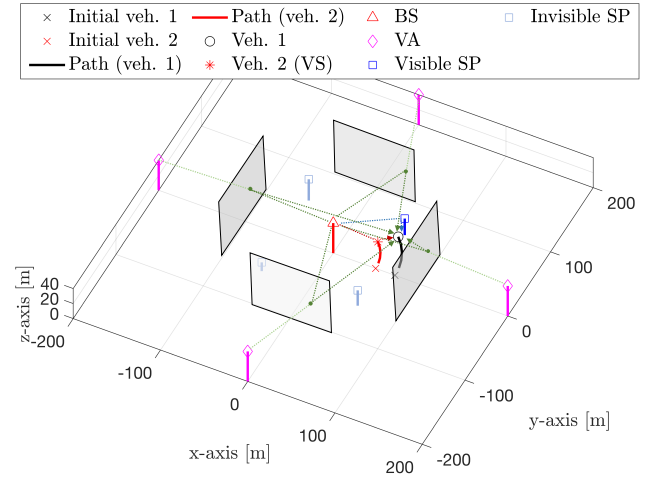 Initial veh. 1 Path (veh. 2) BS Invisible SP
Initial veh. 2 Veh. 1 VA
Path (veh. 1) Veh. 2 (VS) Visible SP
200
100
0
-100
-200
y-axis [m]
40
20
0
z-axis [m]
-200
-100
0
100
200
x-axis [m]